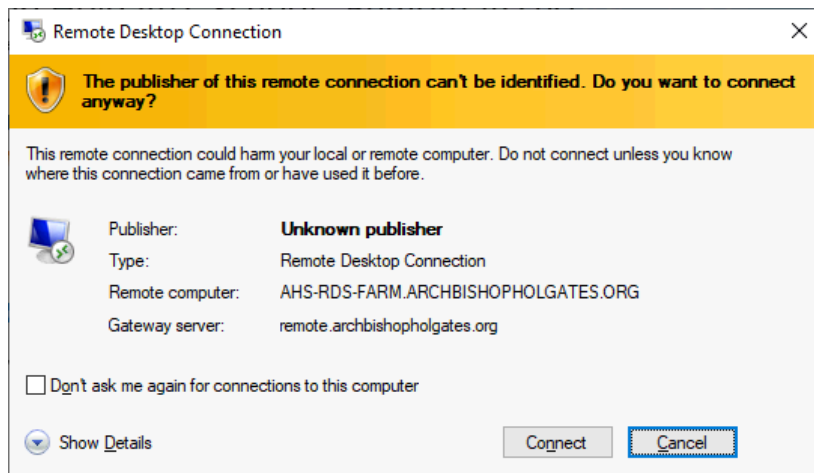 Remote Desktop Connection
The publisher of this remote connection can't be identified. Do you want to connect
anyway?
This remote connection could harm your local or remote computer. Do not connect unless you know
where this connection came from or have used it before.
Publisher: Unknown publisher
Type: Remote Desktop Connection
Remote computer: AHS-RDS-FARM.ARCHBISHOPHOLGATES.ORG
Gateway server: remote.archbishopholgates.org
Don't ask me again for connections to this computer
Show Details Connect Cancel